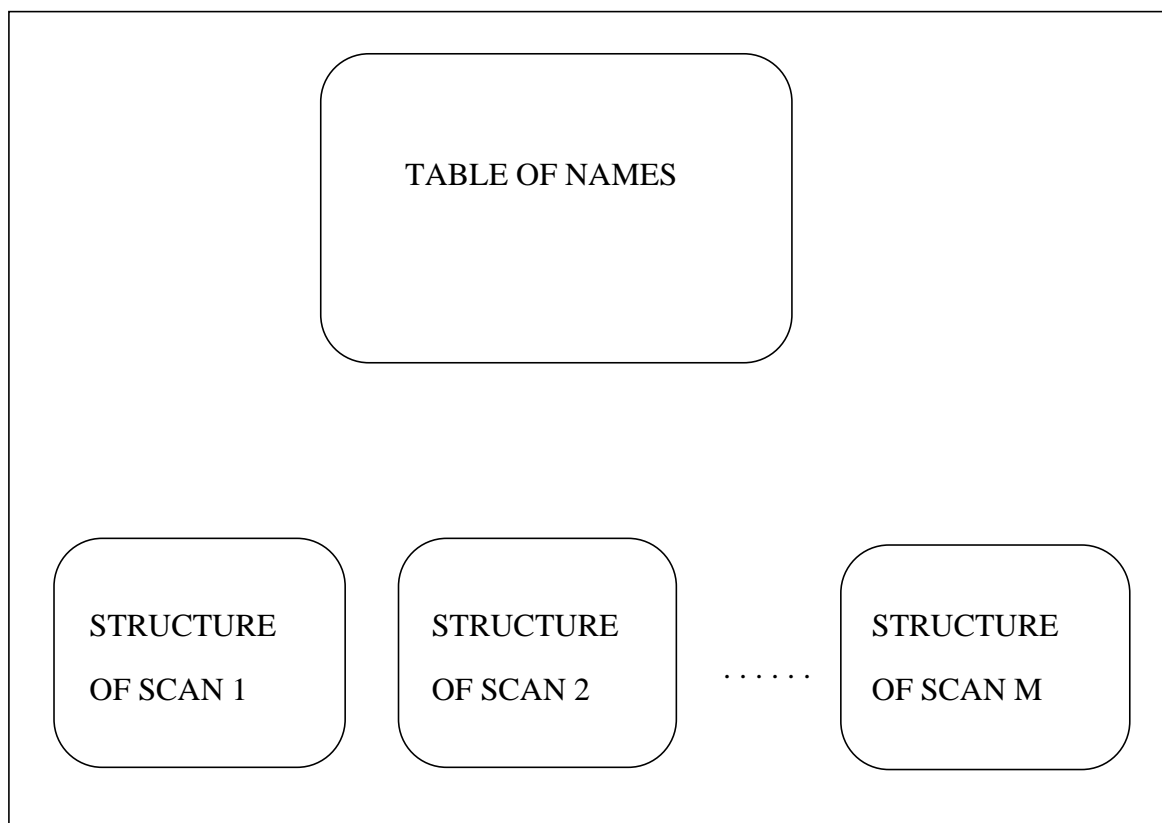 TABLE OF NAMES
STRUCTURE
OF SCAN 1
STRUCTURE
OF SCAN 2
. . . . . .
STRUCTURE
OF SCAN M